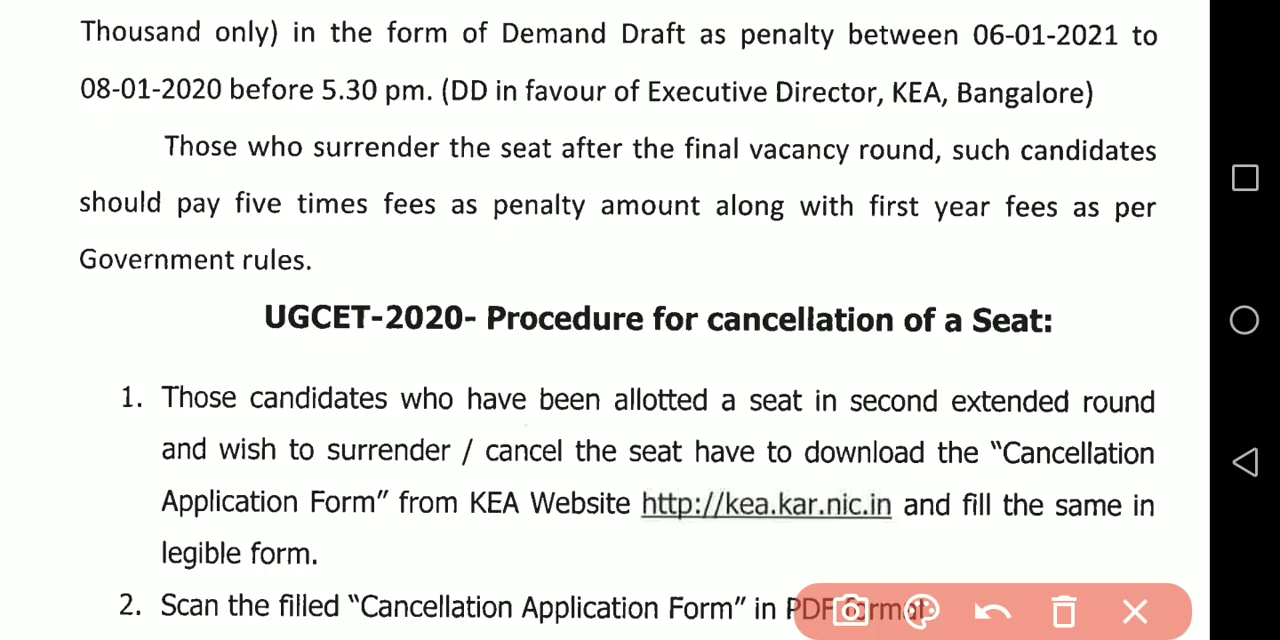 Thousand only) in the form of Demand Draft as penalty between 06-01-2021 to
08-01-2020 before 5.30 pm. (DD in favour of Executive Director, KEA, Bangalore)
Those who surrender the seat after the final vacancy round, such candidates
should pay five times fees as penalty amount along with first year fees as per
Government rules.
UGCET-2020- Procedure for cancellation of a Seat:
1. Those candidates who have been allotted a seat in second extended round
and wish to surrender / cancel the seat have to download the "Cancellation
Application Form" from KEA Website http://kea.kar.nic.in and fill the same in
legible form.
2. Scan the filled "Cancellation Application Form" in PDF format